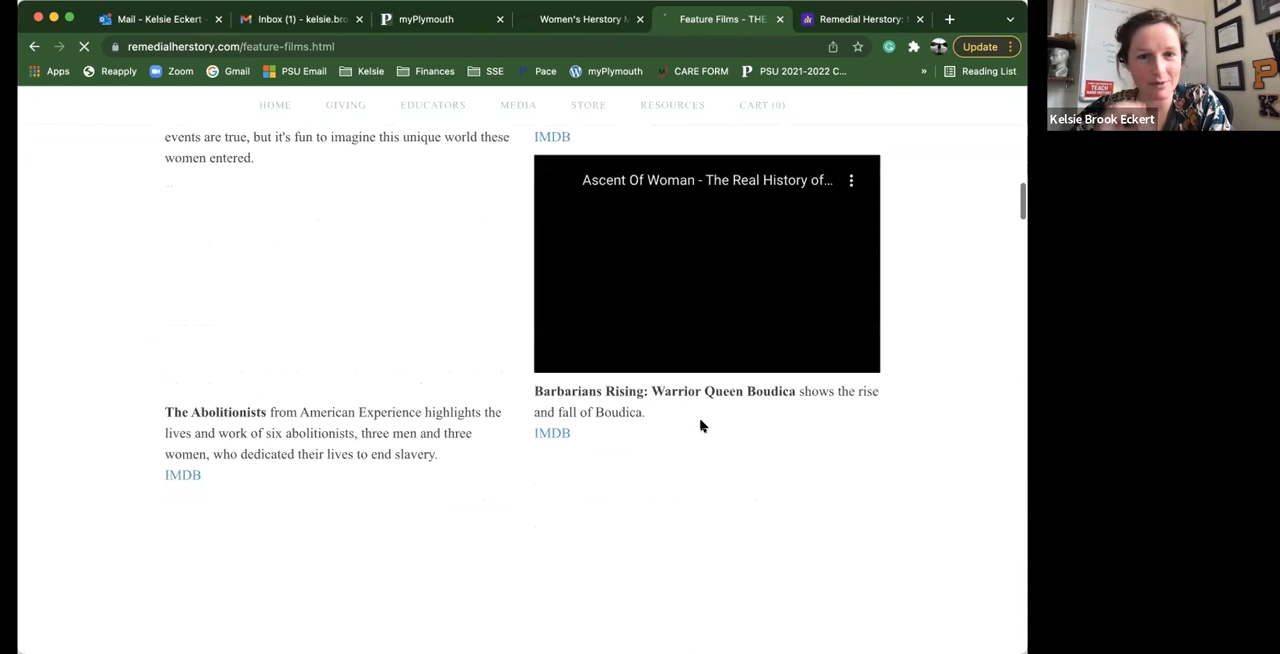 Mail - Kelsie Eckert -
Inbox (1) - kelsie.bro
myPlymouth
Women's Herstory M
Feature Films - THE
Remedial Herstory:
remedialherstory.com/feature-films.html
Update
Apps
Reapply
Zoom
Gmail
PSU Email
Kelsie
Finances
SSE
Pace
myPlymouth
CARE FORM
PSU 2021-2022 C...
»
Reading List
HOME
GIVING
EDUCATORS
MEDIA
STORE
RESOURCES
CART (0)
events are true, but it's fun to imagine this unique world these
women entered.
The Abolitionists from American Experience highlights the
lives and work of six abolitionists, three men and three
women, who dedicated their lives to end slavery.
IMDB
IMDB
Ascent Of Woman - The Real History of...
Barbarians Rising: Warrior Queen Boudica shows the rise
and fall of Boudica.
IMDB
TEACH
P
K
Kelsie Brook Eckert